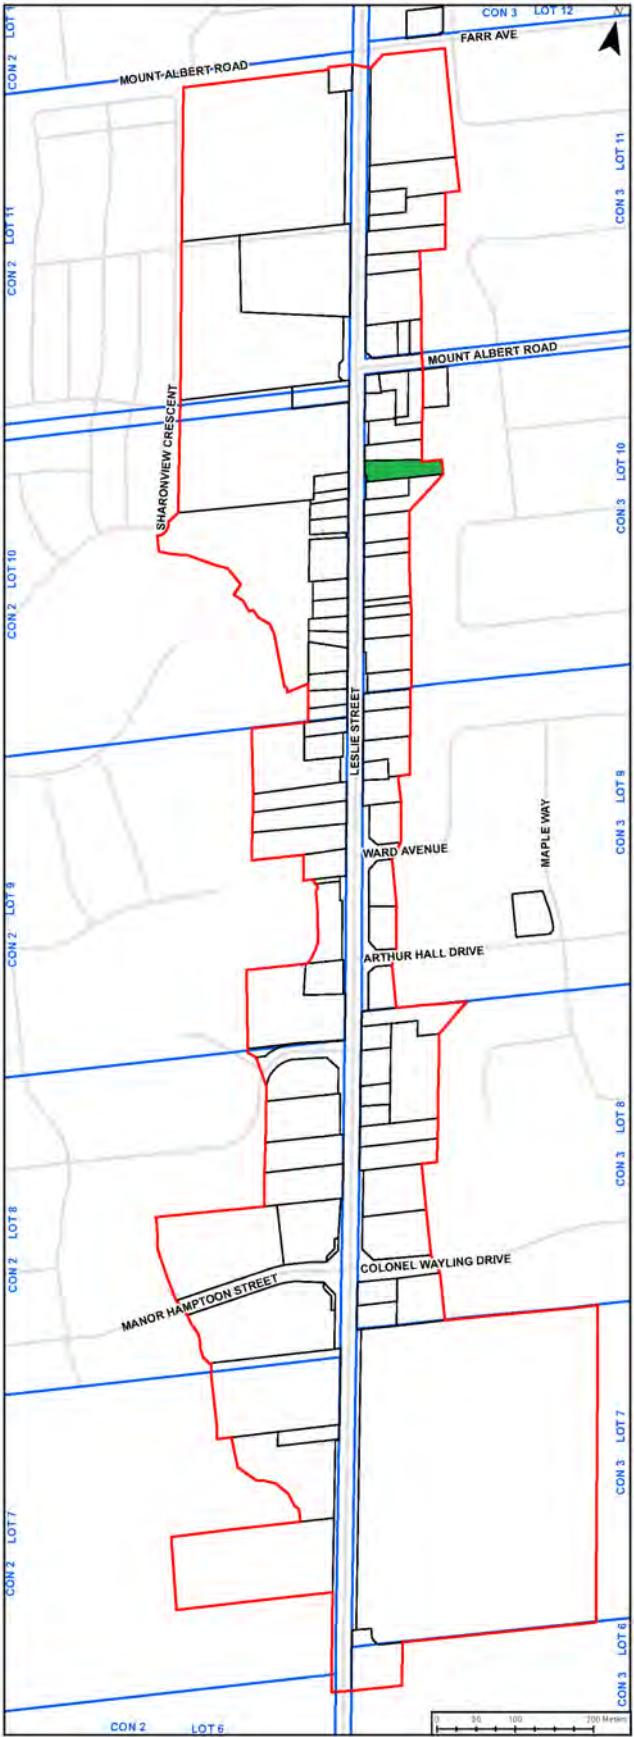 CON 3 LOT 12
N
CON 2 LOT 1
FARR AVE
MOUNT ALBERT ROAD
CON 3 LOT 11
CON 2 LOT 11
MOUNT ALBERT ROAD
SHARONVIEW CRESCENT
CON 3 LOT 10
CON 2 LOT 10
LESLIE STREET
CON 3 LOT 9
MAPLE WAY
WARD AVENUE
CON 2 LOT 9
ARTHUR HALL DRIVE
CON 3 LOT 8
CON 2 LOT 8
COLONEL WAYLING DRIVE
MANOR HAMPTOON STREET
CON 3 LOT 7
CON 2 LOT 7
CON 3 LOT 6
CON 2 LOT 6
0 50 100 200 Meters